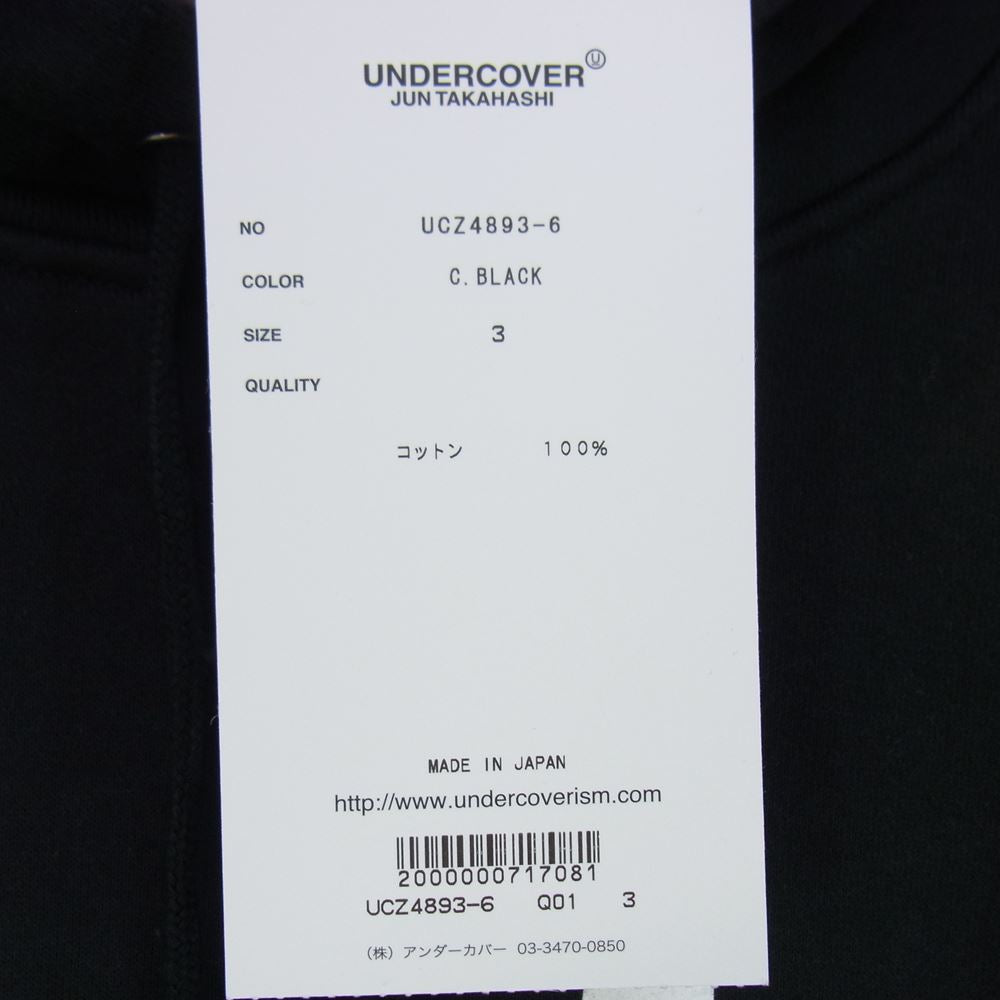 UNDERCOVER Ⓤ
JUN TAKAHASHI
NO UCZ4893-6
COLOR C.BLACK
SIZE 3
QUALITY
コットン 100%
MADE IN JAPAN
http://www.undercoverism.com
2000000717081
UCZ4893-6 Q01 3
(株) アンダーカバー 03-3470-0850